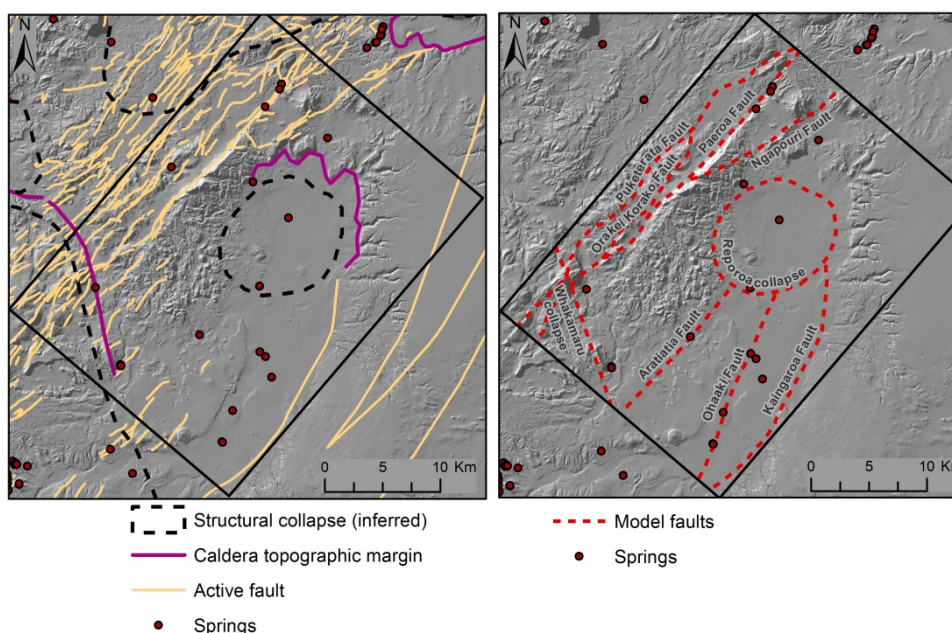 N
0 5 10 Km
Structural collapse (inferred)
Caldera topographic margin
Active fault
Springs
N
Puketerata Fault
Orakei Korako Fault
Paeroa Fault
Ngapouri Fault
Reporoa collapse
Whakamaru
collapse
Aratiatia Fault
Ohaaki Fault
Kaingaroa Fault
0 5 10 Km
Model faults
Springs